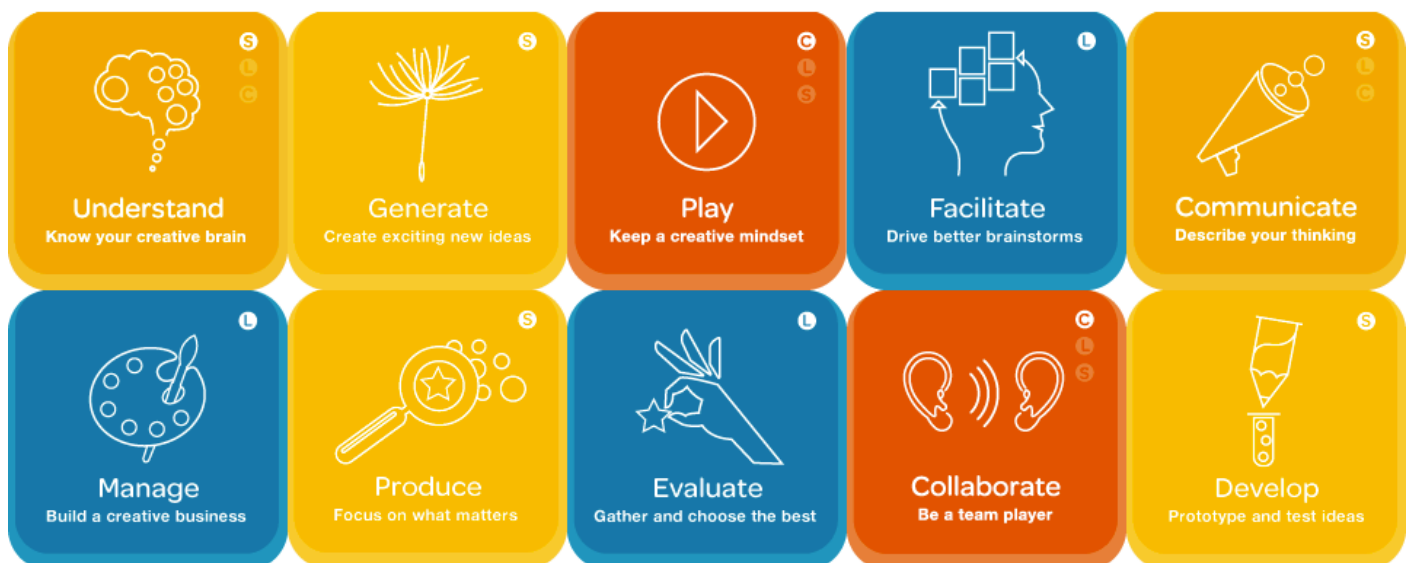 S
L
C
Understand
Know your creative brain
S
Generate
Create exciting new ideas
C
L
S
Play
Keep a creative mindset
L
Facilitate
Drive better brainstorms
S
L
C
Communicate
Describe your thinking
L
Manage
Build a creative business
S
Produce
Focus on what matters
L
Evaluate
Gather and choose the best
C
L
S
Collaborate
Be a team player
S
Develop
Prototype and test ideas